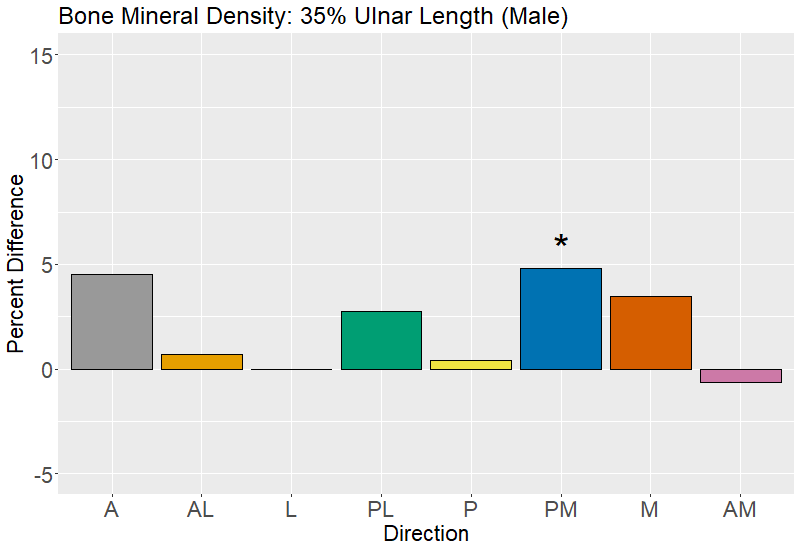 Bone Mineral Density: 35% Ulnar Length (Male)
Percent Difference
15
10
5
0
-5
*
A AL L PL P PM M AM
Direction